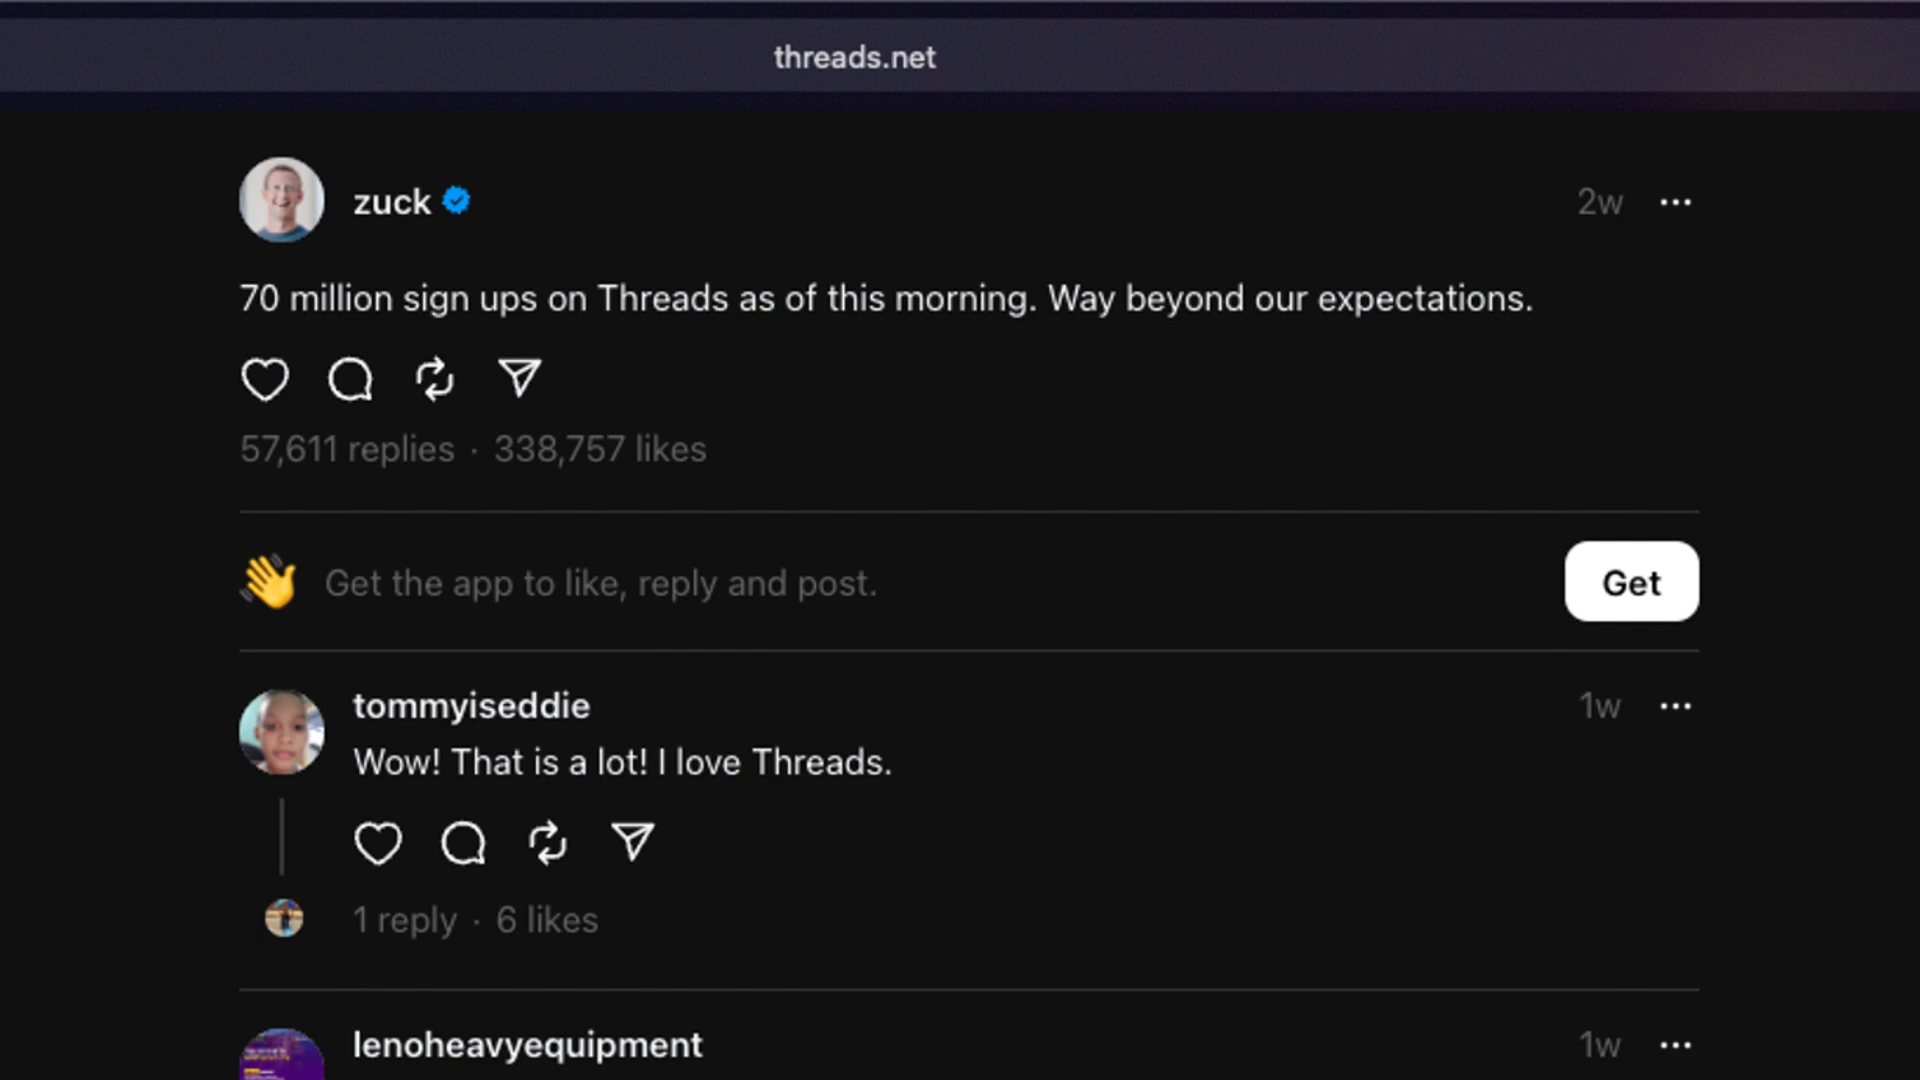 threads.net
zuck
2w
70 million sign ups on Threads as of this morning. Way beyond our expectations.
57,611 replies · 338,757 likes
👋 Get the app to like, reply and post.
Get
tommyiseddie
1w
Wow! That is a lot! I love Threads.
1 reply · 6 likes
lenoheavyequipment
1w